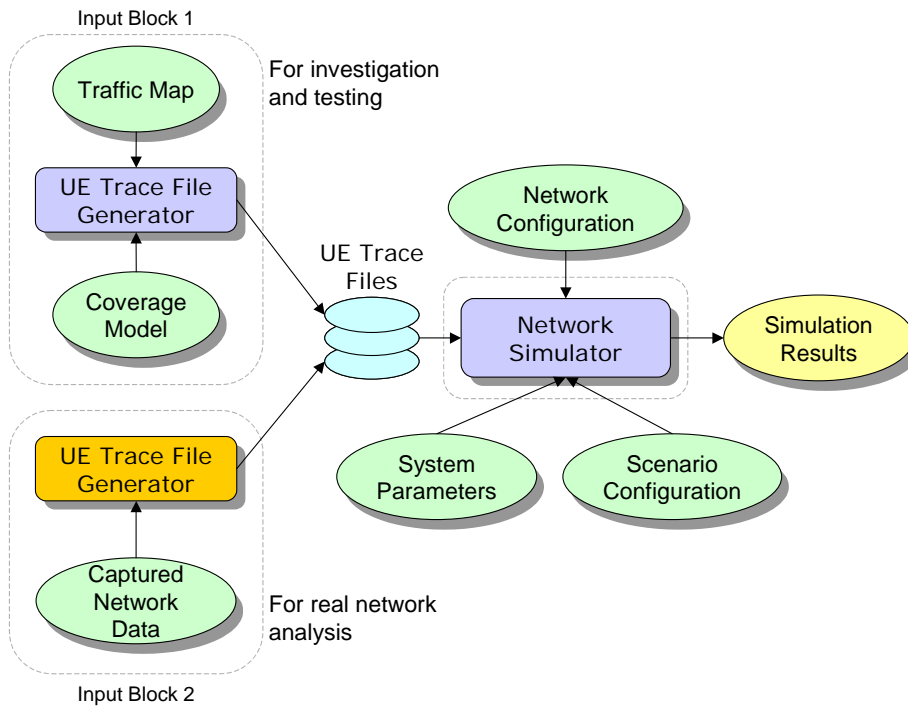 Input Block 1
Traffic Map
For investigation
and testing
UE Trace File
Generator
Coverage
Model
UE Trace
Files
Network
Configuration
Network
Simulator
Simulation
Results
System
Parameters
Scenario
Configuration
UE Trace File
Generator
Captured
Network
Data
For real network
analysis
Input Block 2